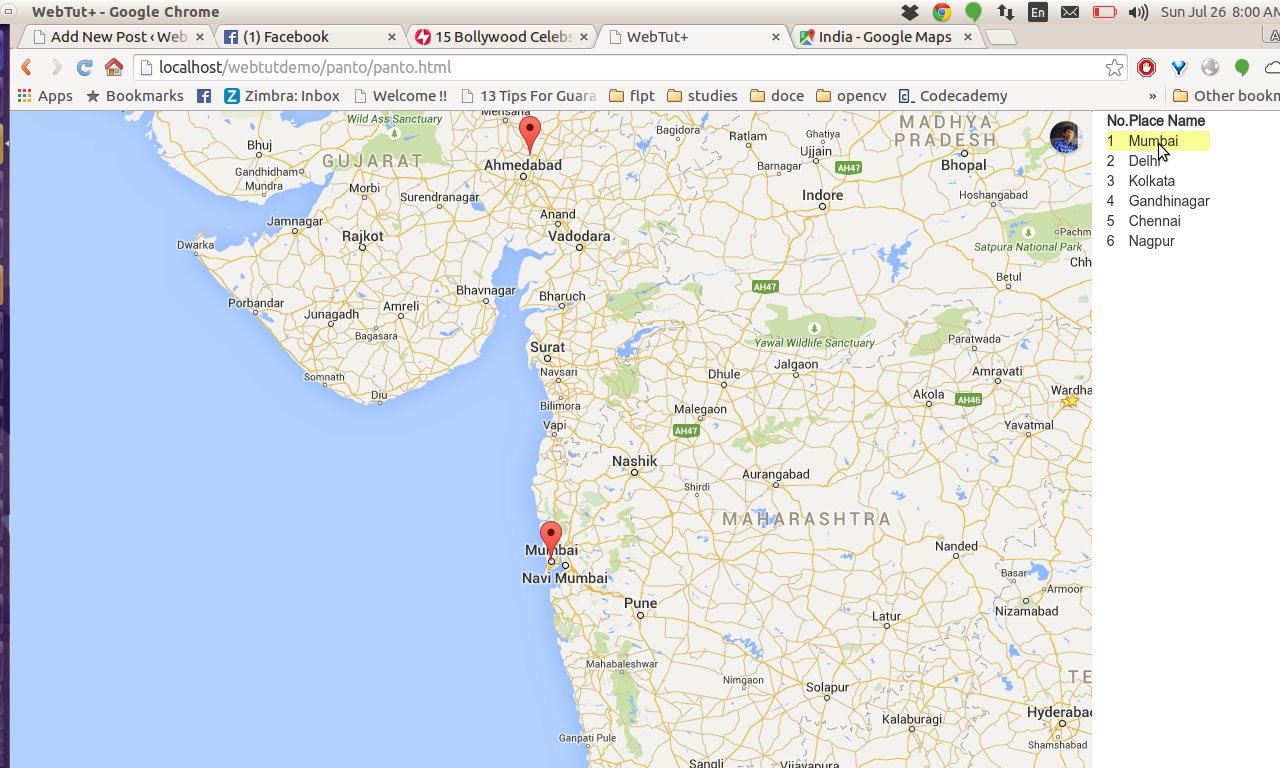 WebTut+ - Google Chrome
En
Sun Jul 26 8:00 AM
Add New Post ‹ Web
(1) Facebook
15 Bollywood Celebs
WebTut+
India - Google Maps
localhost/webtutdemo/panto/panto.html
Apps
Bookmarks
Zimbra: Inbox
Welcome !!
13 Tips For Guara
flpt
studies
doce
opencv
Codecademy
»
Other bookm
No.Place Name
1 Mumbai
2 Delhi
3 Kolkata
4 Gandhinagar
5 Chennai
6 Nagpur
Mehsana
Wild Ass Sanctuary
Bhuj
GUJARAT
Ahmedabad
Gandhidham
Mundra
Morbi
Surendranagar
Jamnagar
Anand
Rajkot
Vadodara
Dwarka
Bhavnagar
Bharuch
Porbandar
Amreli
Junagadh
Bagasara
Surat
Somnath
Navsari
Diu
Bilimora
Vapi
Bagidora
Ratlam
Ghatiya
Ujjain
Barnagar
AH47
MADHYA
PRADESH
Bhopal
Indore
Hoshangabad
Pachm
Satpura National Park
Chh
Betul
AH47
Yawal Wildlife Sanctuary
Paratwada
Jalgaon
Dhule
Amravati
Wardha
Akola
AH46
Malegaon
AH47
Yavatmal
Nashik
Aurangabad
Shirdi
MAHARASHTRA
Mumbai
Navi Mumbai
Nanded
Basar
Armoor
Nizamabad
Pune
Latur
Mahabaleshwar
Nimgaon
Solapur
TE
Hyderabad
Kalaburagi
Ganpati Pule
Shamshabad
Sangli
Vijayapura